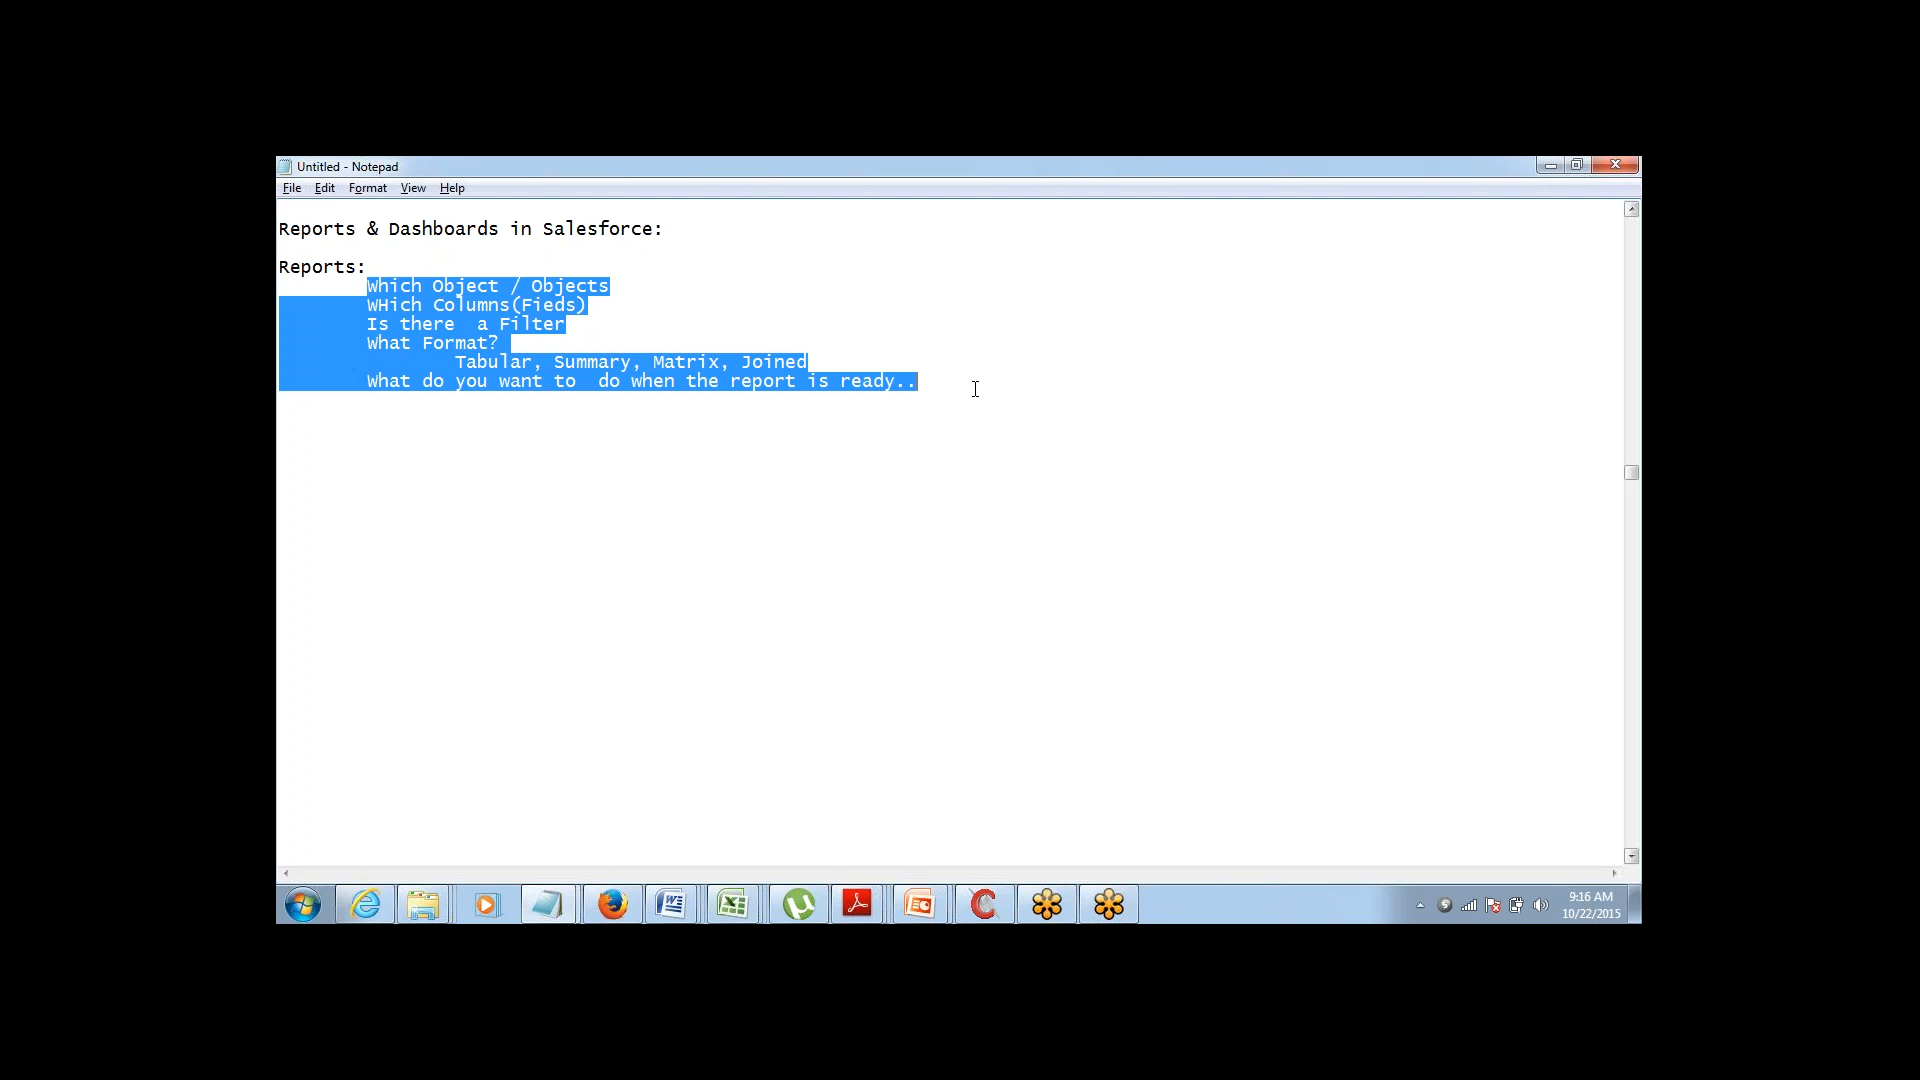 Untitled - Notepad
File Edit Format View Help
Reports & Dashboards in Salesforce:
Reports:
Which Object / Objects
WHich Columns(Fieds)
Is there  a Filter
What Format?
Tabular, Summary, Matrix, Joined
What do you want to  do when the report is ready..
9:16 AM
10/22/2015